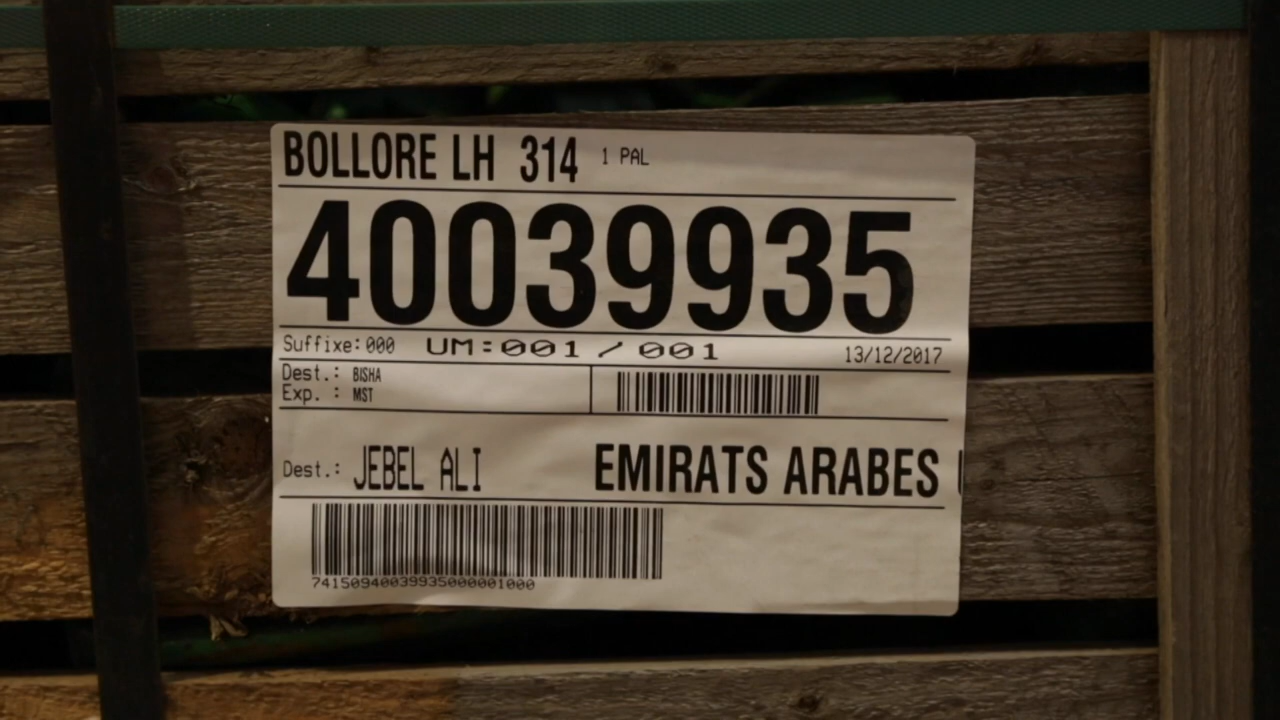 BOLLORE LH 314 1 PAL
40039935
Suffixe:000 UM:001/001 13/12/2017
Dest.: BISHA
Exp. : MST
Dest.: JEBEL ALI EMIRATS ARABES
741509400399350000001000